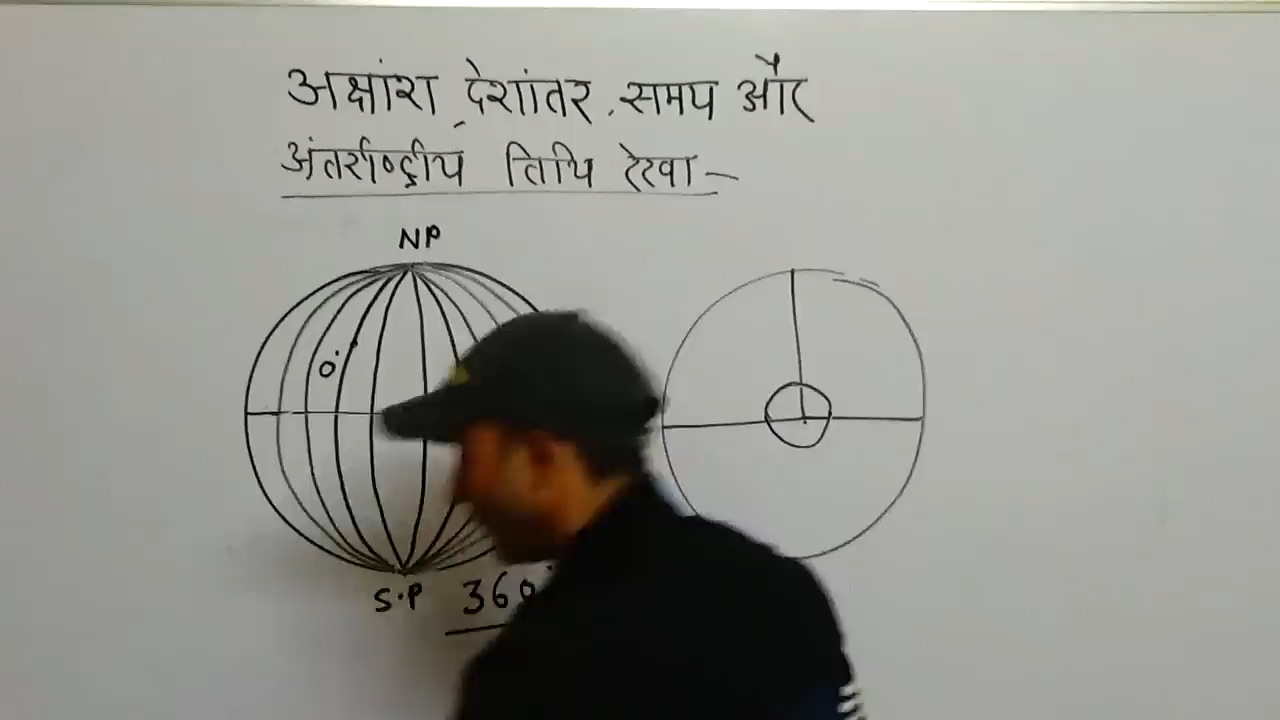 अक्षांश, देशांतर, समय और
अंतर्राष्ट्रीय तिथि रेखा –
NP
0°
S.P
360°